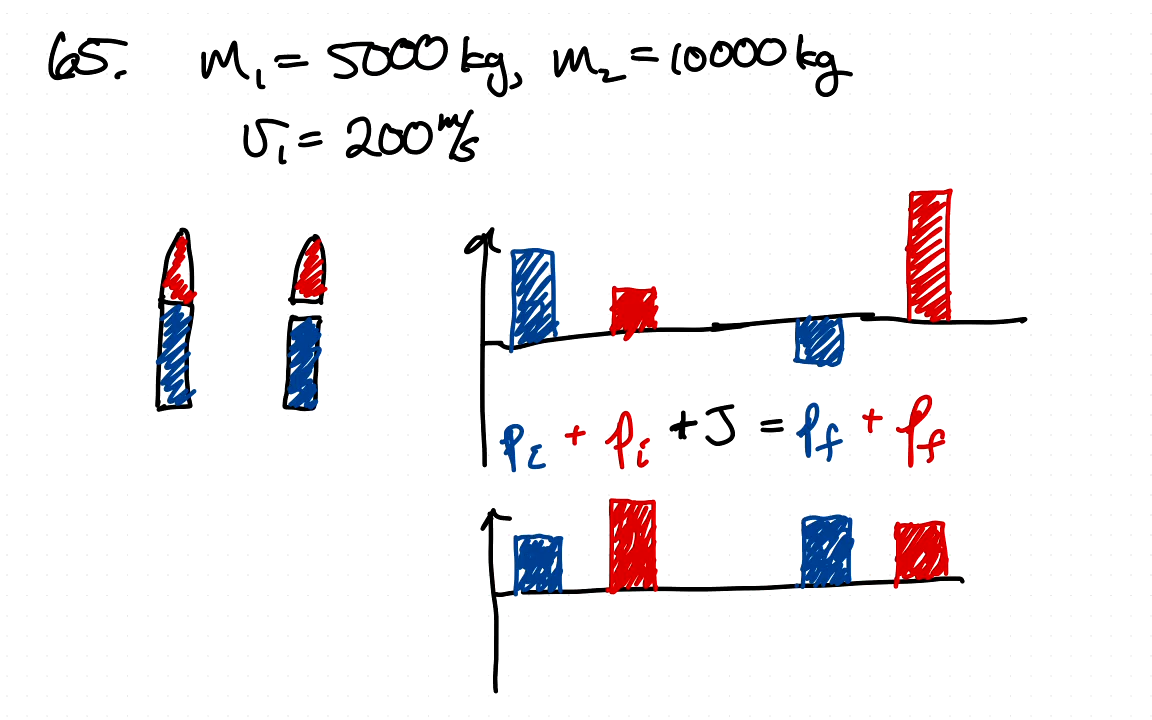 65. m₁ = 5000 kg, m₂ = 10000 kg
v₁ = 200 m/s
pᵢ + pᵢ + J = p_f + p_f